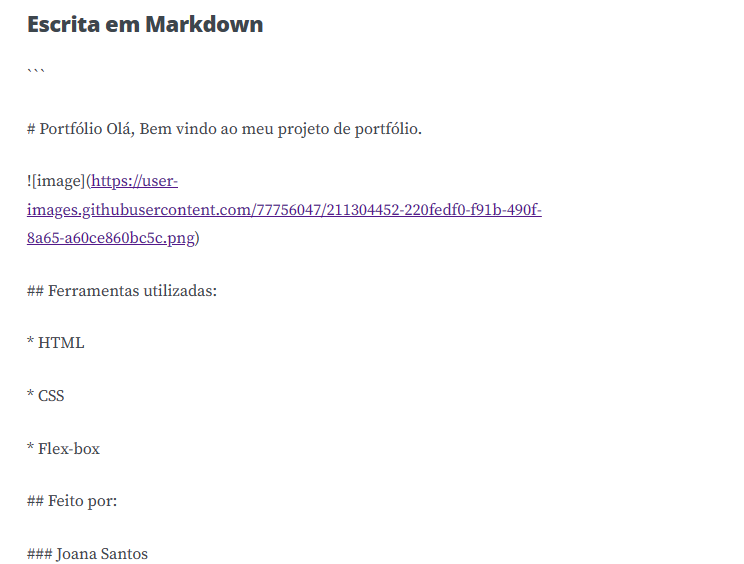 Escrita em Markdown
```
# Portfólio Olá, Bem vindo ao meu projeto de portfólio.
![image](https://user-
images.githubusercontent.com/77756047/211304452-220fedf0-f91b-490f-
8a65-a60ce860bc5c.png)
## Ferramentas utilizadas:
* HTML
* CSS
* Flex-box
## Feito por:
### Joana Santos